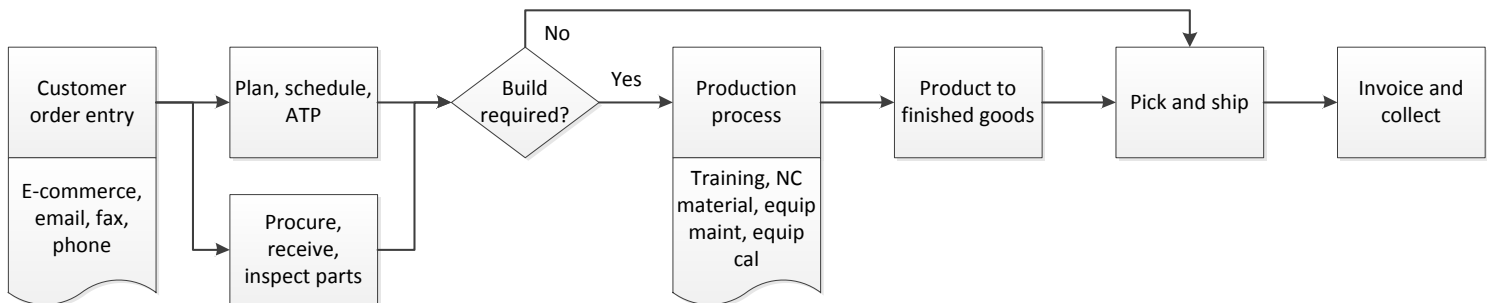 Customer
order entry
E-commerce,
email, fax,
phone
Plan, schedule,
ATP
Procure,
receive,
inspect parts
Build
required?
No
Yes
Production
process
Training, NC
material, equip
maint, equip
cal
Product to
finished goods
Pick and ship
Invoice and
collect